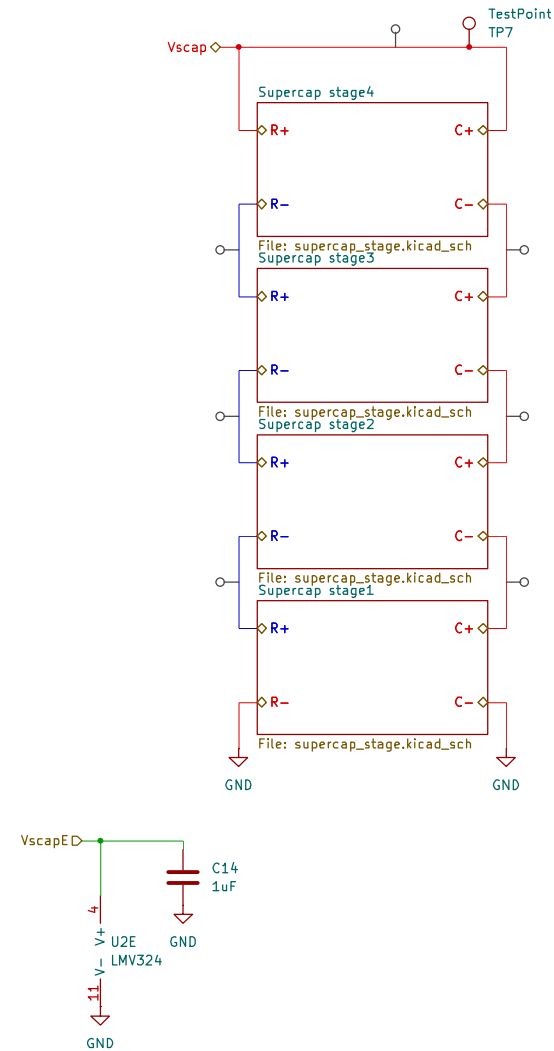 TestPoint
TP7
Vscap
Supercap stage4
R+ C+
R- C-
File: supercap_stage.kicad_sch
Supercap stage3
R+ C+
R- C-
File: supercap_stage.kicad_sch
Supercap stage2
R+ C+
R- C-
File: supercap_stage.kicad_sch
Supercap stage1
R+ C+
R- C-
File: supercap_stage.kicad_sch
GND GND
VscapE
C14
1uF
4
GND
V+
U2E
LMV324
V-
11
GND